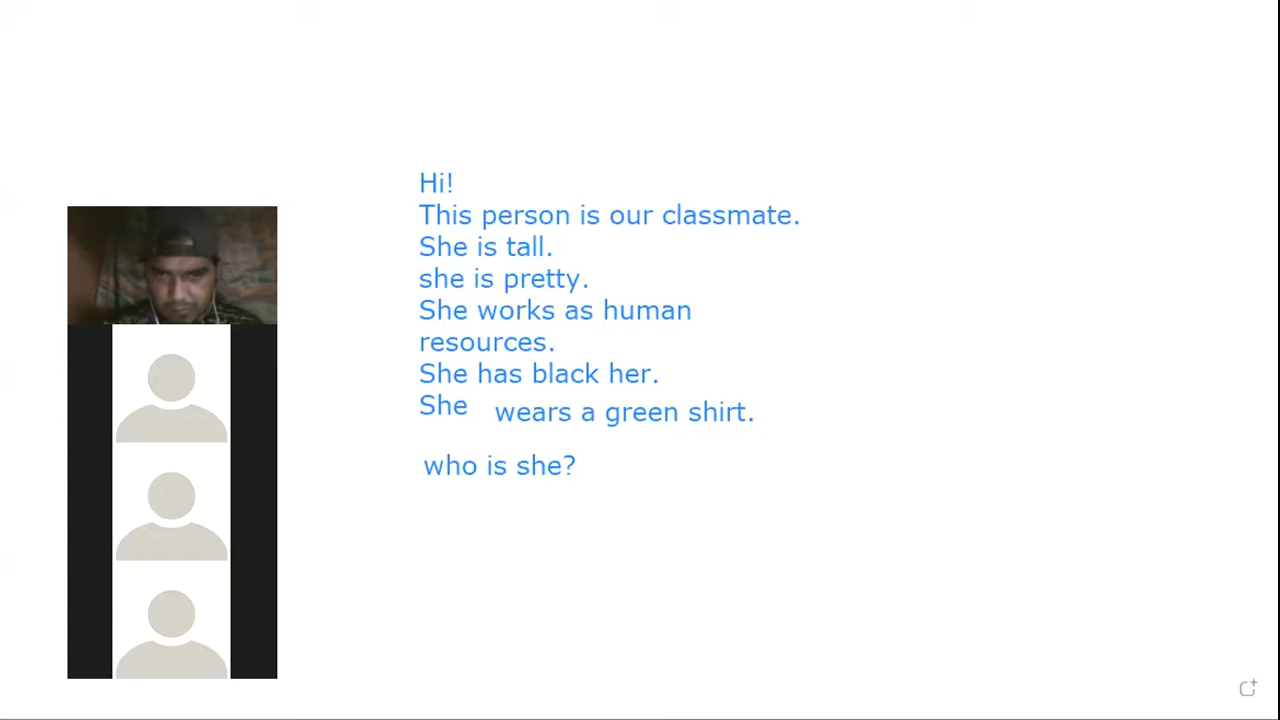 Hi!
This person is our classmate.
She is tall.
she is pretty.
She works as human
resources.
She has black her.
She wears a green shirt.
who is she?